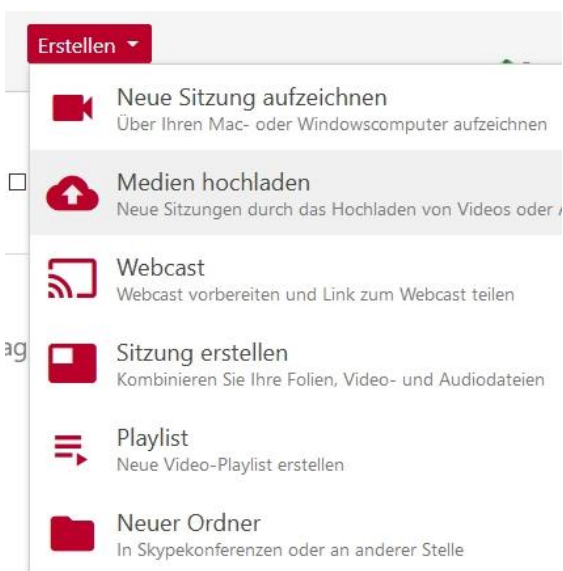 Erstellen
Neue Sitzung aufzeichnen
Über Ihren Mac- oder Windowscomputer aufzeichnen
Medien hochladen
Neue Sitzungen durch das Hochladen von Videos oder
Webcast
Webcast vorbereiten und Link zum Webcast teilen
ag
Sitzung erstellen
Kombinieren Sie Ihre Folien, Video- und Audiodateien
Playlist
Neue Video-Playlist erstellen
Neuer Ordner
In Skypekonferenzen oder an anderer Stelle